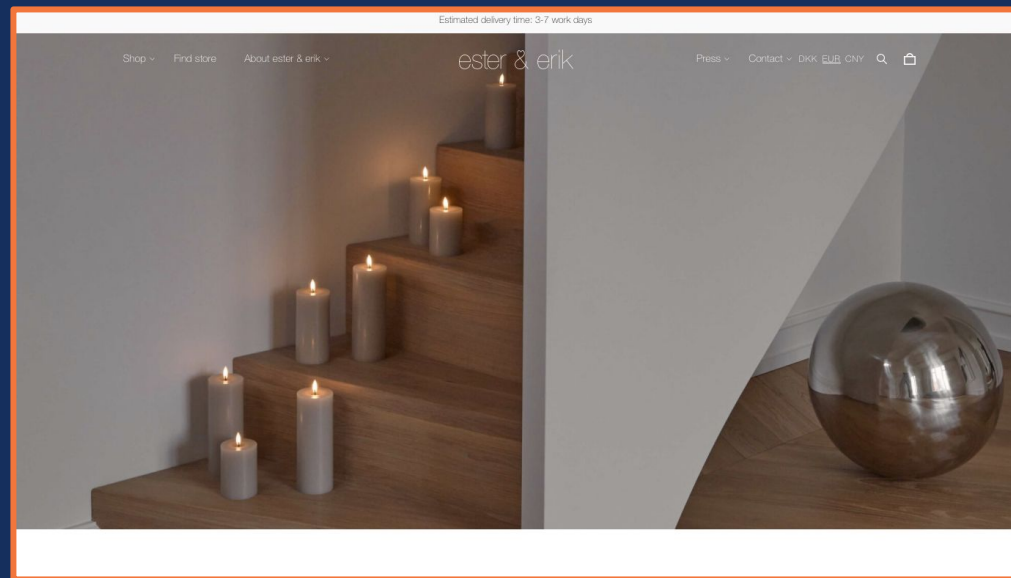 Estimated delivery time: 3-7 work days
Shop Find store About ester & erik ester & erik Press Contact DKK EUR CNY